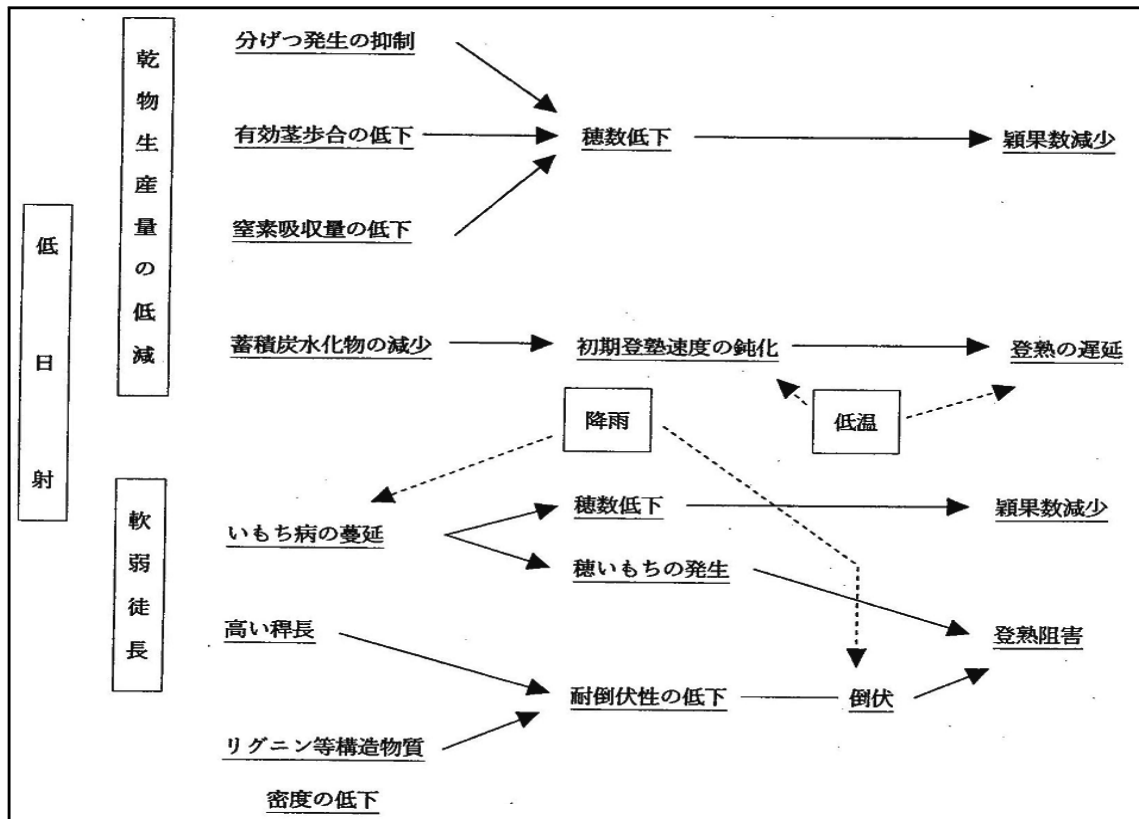 低日射
乾物生産量の低減
分げつ発生の抑制
有効茎歩合の低下
穂数低下
穎果数減少
窒素吸収量の低下
蓄積炭水化物の減少
初期登塾速度の鈍化
登熟の遅延
降雨
低温
軟弱徒長
いもち病の蔓延
穂数低下
穎果数減少
穂いもちの発生
高い稈長
登熟阻害
耐倒伏性の低下
倒伏
リグニン等構造物質
密度の低下